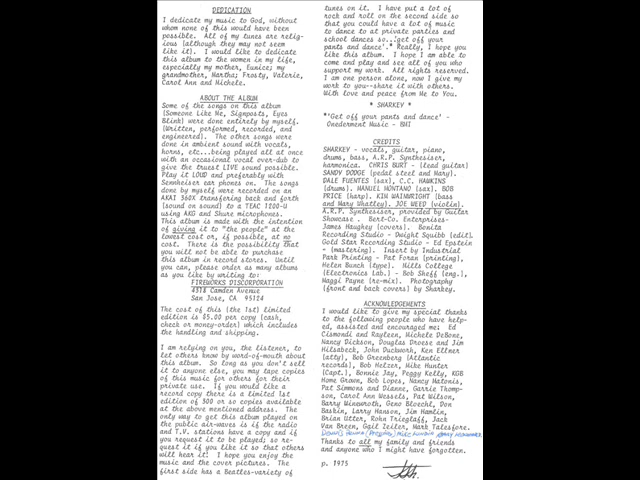 DEDICATION
I dedicate my music to God, without
whom none of this would have been
possible. All of my tunes are relig-
ious (although they may not seem
like it). I would like to dedicate
this album to the women in my life,
especially my mother, Eunice; my
grandmother, Martha; Frosty, Valerie,
Carol Ann and Michele.
ABOUT THE ALBUM
Some of the songs on this album
(Someone Like Me, Signposts, Eyes
Blink) were done entirely by myself.
(Written, performed, recorded, and
engineered). The other songs were
done in ambient sound with vocals,
horns, etc...being played all at once
with an occasional vocal over-dub to
give the truest LIVE sound possible.
Play it LOUD and preferably with
Sennheiser ear phones on. The songs
done by myself were recorded on an
AKAI 360X transfering back and forth
(sound on sound) to a TEAC 1200-U
using AKG and Shure microphones.
This album is made with the intention
of giving it to "the people" at the
lowest cost or, if possible, at no
cost. There is the possibility that
you will not be able to purchase
this album in record stores. Until
you can, please order as many albums
as you like by writing to:
FIREWORKS DISCORPORATION
4318 Camden Avenue
San Jose, CA 95124
The cost of this (the 1st) limited
edition is $5.00 per copy (cash,
check or money-order) which includes
the handling and shipping.
I am relying on you, the listener, to
let others know by word-of-mouth about
this album. So long as you don't sell
it to anyone else, you may tape copies
of this music for others for their
private use. If you would like a
record copy there is a limited 1st
edition of 300 or so copies available
at the above mentioned address. The
only way to get this album played on
the public air-waves is if the radio
and T.V. stations have a copy and if
you request it to be played; so re-
quest it if you like it so that others
will hear it! I hope you enjoy the
music and the cover pictures. The
first side has a Beatles-variety of
tunes on it. I have put a lot of
rock and roll on the second side so
that you could have a lot of music
to dance to at private parties and
school dances so..'get off your
pants and dance'.* Really, I hope you
like this album. I hope I am able to
come and play and see all of you who
support my work. All rights reserved.
I am one person alone, now I give my
work to you--share it with others.
With love and peace from Me to You.
* SHARKEY *
*'Get off your pants and dance' -
Onederment Music - BMI
CREDITS
SHARKEY - vocals, guitar, piano,
drums, bass, A.R.P. Synthesiser,
harmonica. CHRIS BURT - (lead guitar)
SANDY DODGE (pedal steel and Mary).
DALE FUENTES (sax), C.C. HAWKINS
(drums). MANUEL MONTANO (sax). BOB
PRICE (harp). KIM WAINWRIGHT (bass
and Mary Whatley). JOE WEED (violin).
A.R.P. Synthesiser, provided by Guitar
Showcase . Bert-Co. Enterprises-
James Haughey (covers). Bonita
Recording Studio - Dwight Squibb (edit).
Gold Star Recording Studio - Ed Epstein
- (mastering). Insert by Industrial
Park Printing - Pat Foran (printing),
Helen Bunch (type). Mills College
(Electronics Lab.) - Bob Sheff (eng.),
Maggi Payne (re-mix). Photography
(front and back covers) by Sharkey.
ACKNOWLEDGEMENTS
I would like to give my special thanks
to the following people who have help-
ed, assisted and encouraged me: Ed
Cismondi and Rayleen, Michele DeBone,
Nancy Dickson, Douglas Droese and Jim
Hilsabeck, John Duckworth, Ken Ellner
(atty), Bob Greenberg (Atlantic
records), Bob Helzer, Mike Hunter
(Capt.), Bonnie Jay, Peggy Kelly, KGB
Home Grown, Bob Lopes, Nancy Matonis,
Pat Simmons and Dianne, Garrie Thomp-
son, Carol Ann Wessels, Pat Wilson,
Barry Wineroth, Geno Bloechl, Don
Baskin, Larry Hanson, Jim Hamlin,
Brian Utter, Rohn Trieglaff, Jack
Van Breen, Gail Zeiler, Mark Talesfore.
Thanks to all my family and friends
and anyone who I might have forgotten.
p. 1975